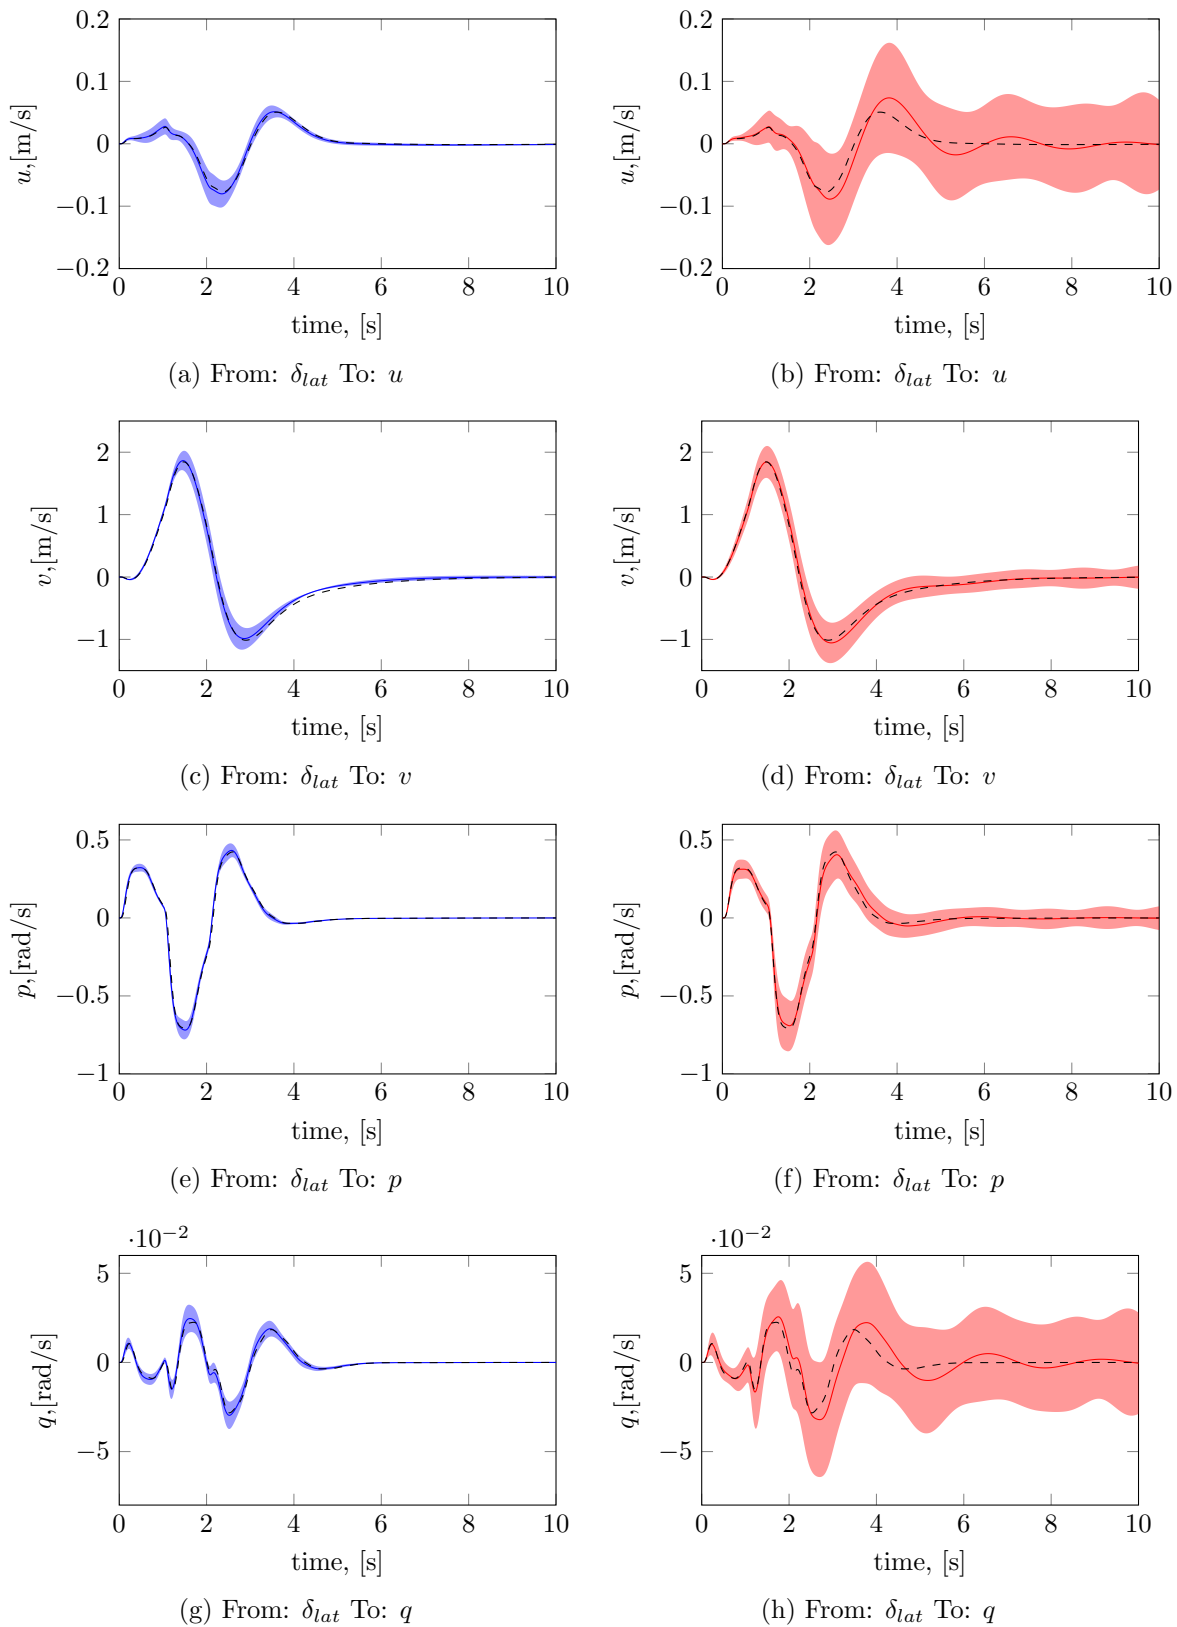 0.2
0.1
0
−0.1
−0.2
u,[m/s]
0 2 4 6 8 10
time, [s]
(a) From: δlat To: u
0.2
0.1
0
−0.1
−0.2
u,[m/s]
0 2 4 6 8 10
time, [s]
(b) From: δlat To: u
2
1
0
−1
v,[m/s]
0 2 4 6 8 10
time, [s]
(c) From: δlat To: v
2
1
0
−1
v,[m/s]
0 2 4 6 8 10
time, [s]
(d) From: δlat To: v
0.5
0
−0.5
−1
p,[rad/s]
0 2 4 6 8 10
time, [s]
(e) From: δlat To: p
0.5
0
−0.5
−1
p,[rad/s]
0 2 4 6 8 10
time, [s]
(f) From: δlat To: p
·10−2
5
0
−5
q,[rad/s]
0 2 4 6 8 10
time, [s]
(g) From: δlat To: q
·10−2
5
0
−5
q,[rad/s]
0 2 4 6 8 10
time, [s]
(h) From: δlat To: q